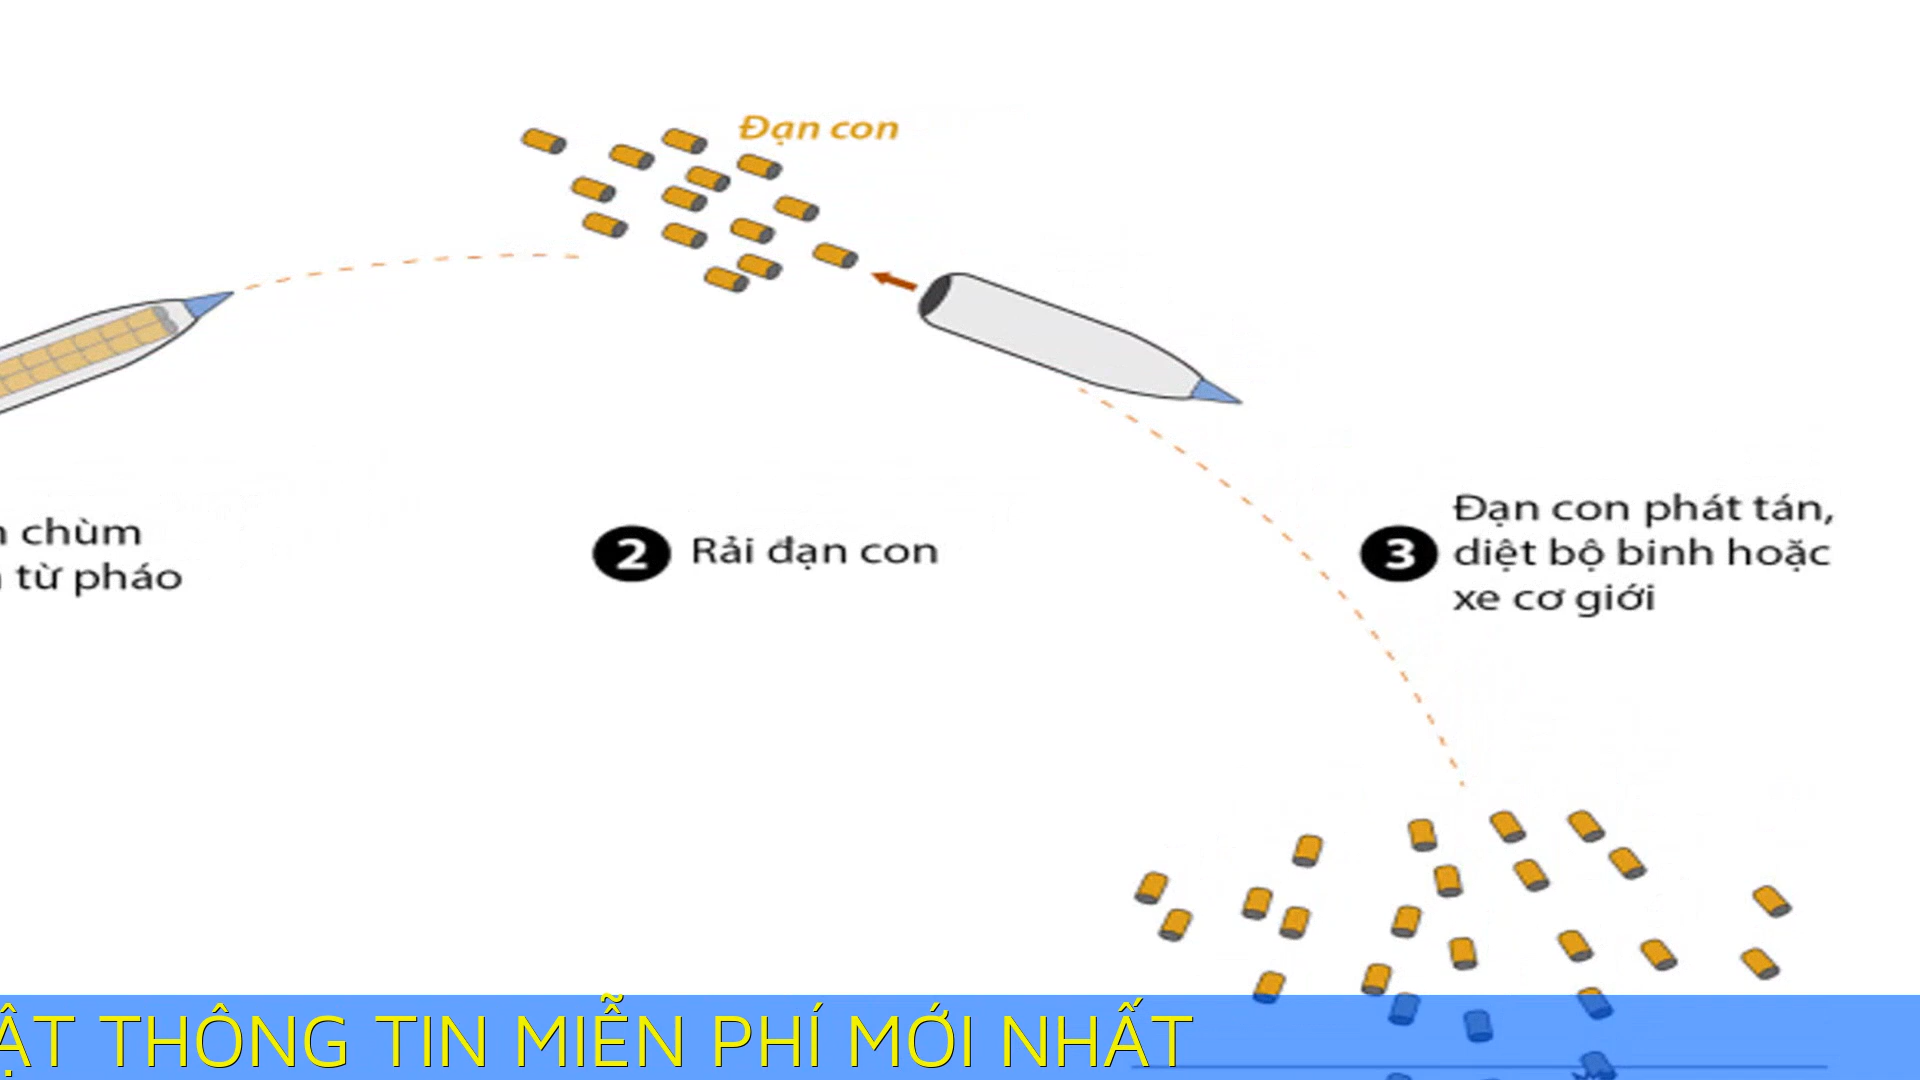 Đạn con
chùm
từ pháo
2 Rải đạn con
3 Đạn con phát tán,
diệt bộ binh hoặc
xe cơ giới
THÔNG TIN MIỄN PHÍ MỚI NHẤT